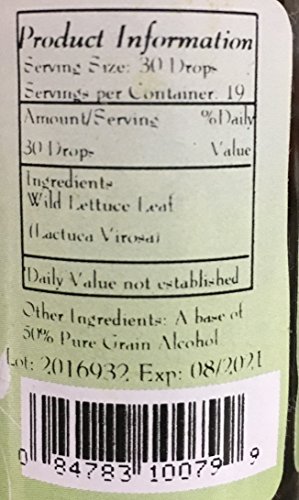 Product Information
Serving Size: 30 Drops
Servings per Container: 19
Amount/Serving %Daily
30 Drops Value
Ingredients
Wild Lettuce Leaf
(Lactuca Virosa)
*Daily Value not established
Other Ingredients: A base of
50% Pure Grain Alcohol
Lot: 2016932 Exp: 08/2021
0 84783 10079 9